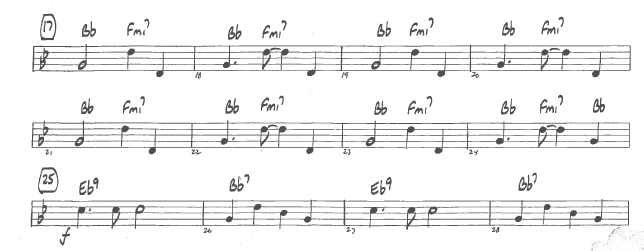 17 Bb Fmi7 Bb Fmi7 Bb Fmi7 Bb Fmi7
18 19 20
Bb Fmi7 Bb Fmi7 Bb Fmi7 Bb Fmi7 Bb
21 22 23 24
25 Eb9 Bb7 Eb9 Bb7
f 26 27 28